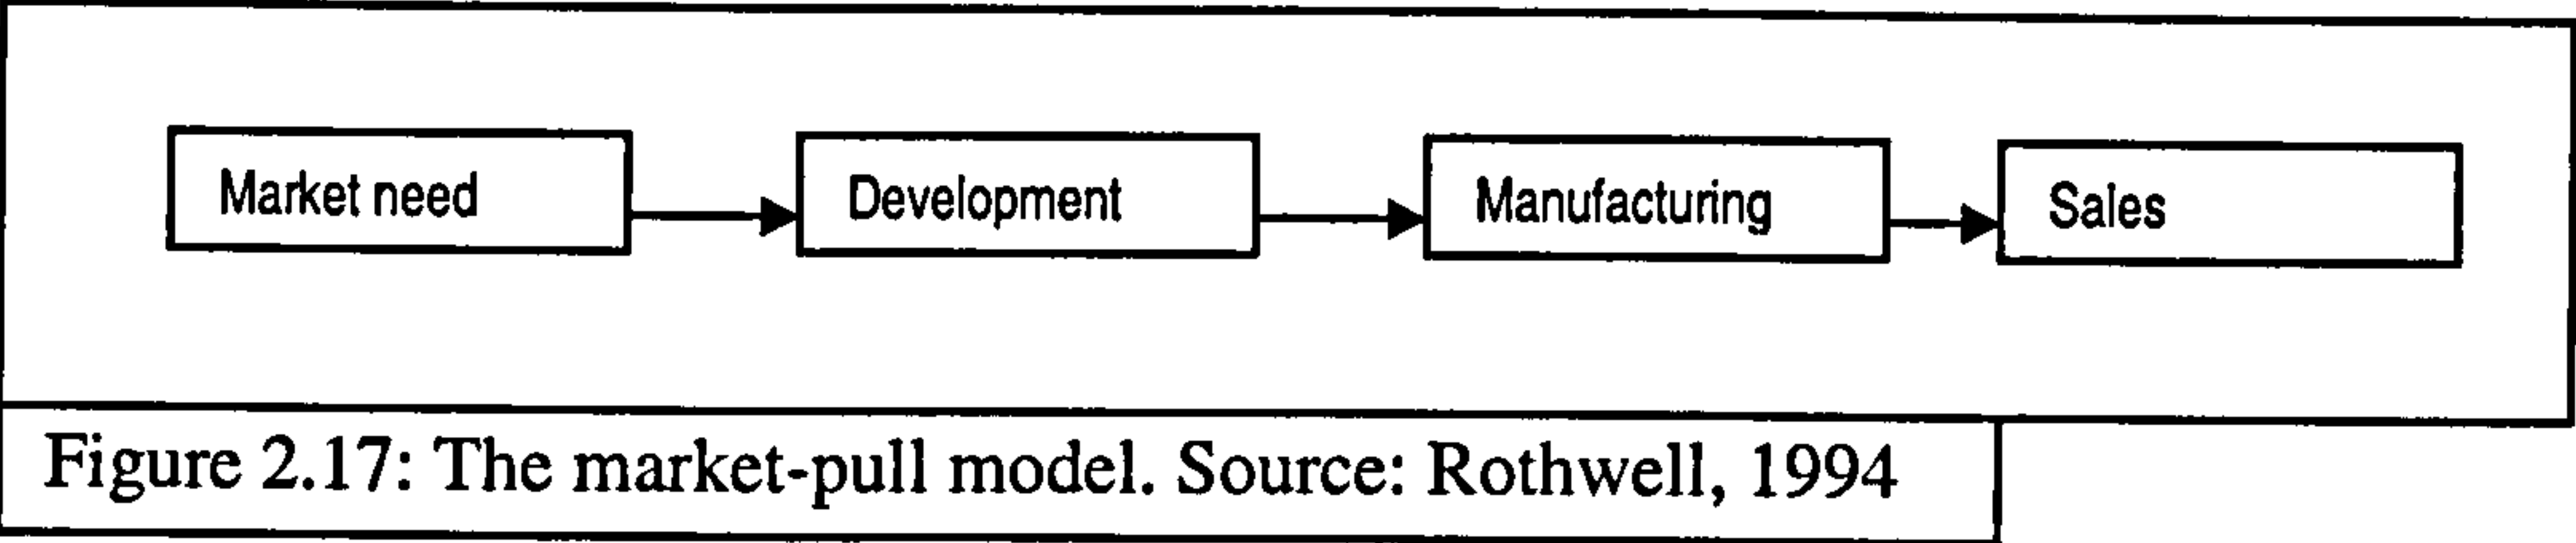 Market need
Development
Manufacturing
Sales
Figure 2.17: The market-pull model. Source: Rothwell, 1994